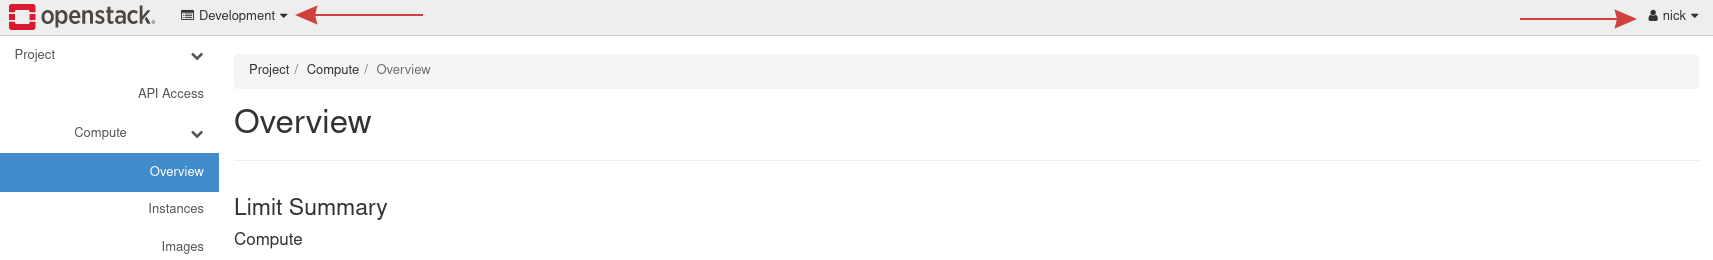 openstack. Development nick
Project
API Access
Compute
Overview
Instances
Images
Project / Compute / Overview
Overview
Limit Summary
Compute